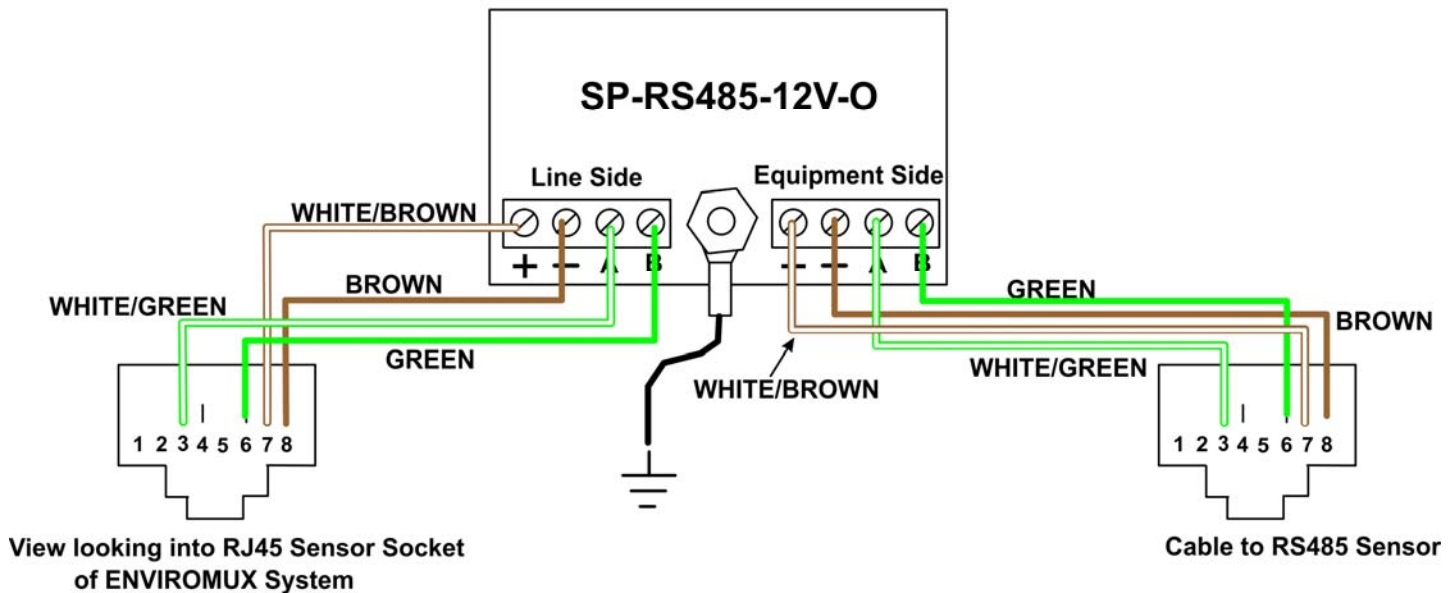 SP-RS485-12V-O
Line Side
Equipment Side
WHITE/BROWN
+ − A B
+ − A B
BROWN
WHITE/GREEN
GREEN
GREEN
BROWN
WHITE/GREEN
WHITE/BROWN
1 2 3 4 5 6 7 8
1 2 3 4 5 6 7 8
View looking into RJ45 Sensor Socket
of ENVIROMUX System
Cable to RS485 Sensor